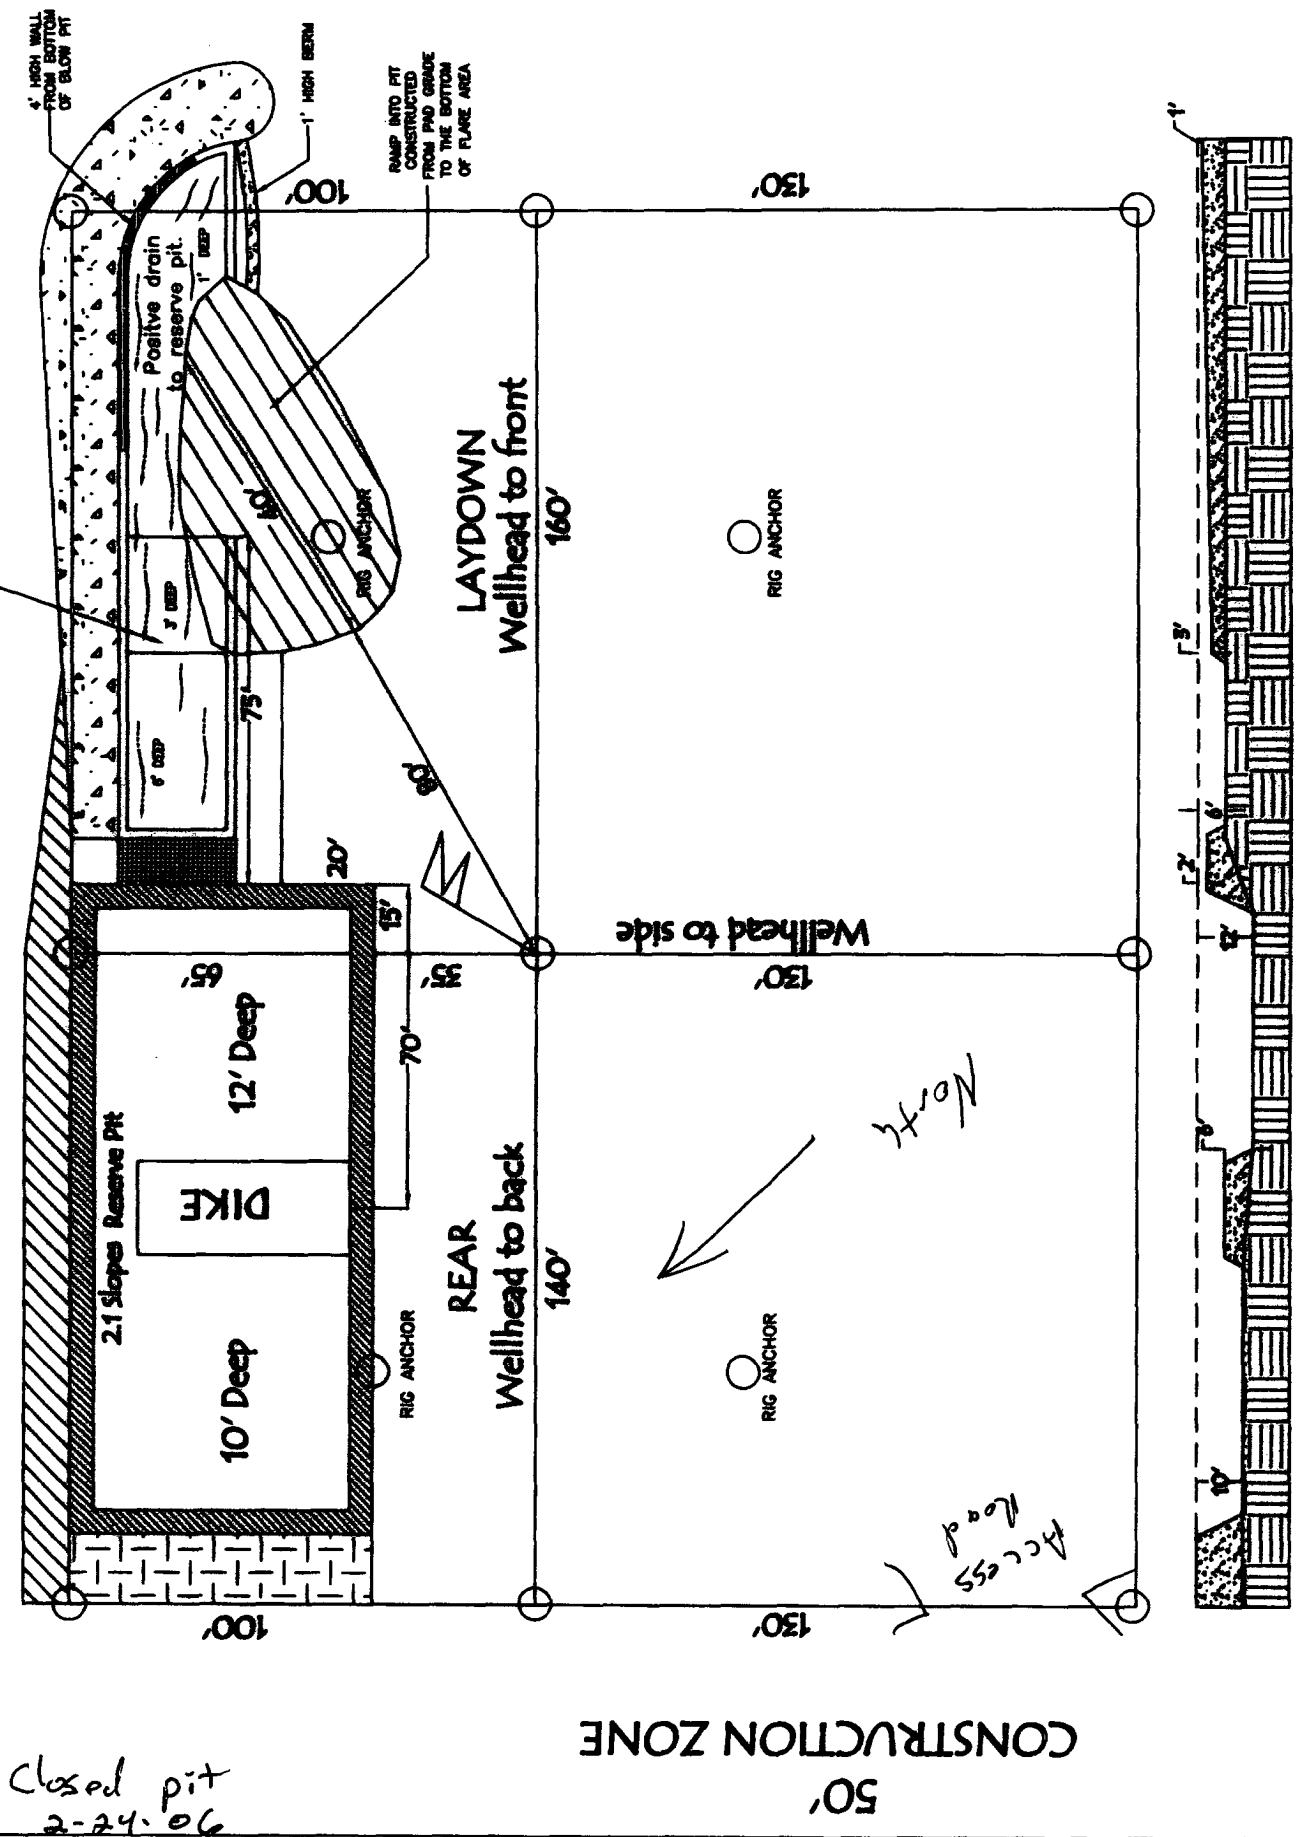 4' HIGH WALL
FROM BOTTOM
OF BLOW PIT
1' HIGH BERM
RAMP INTO PIT
CONSTRUCTED
FROM PAD GRADE
TO THE BOTTOM
OF FLARE AREA
100'
130'
Positve drain
to reserve pit.
1' DEEP
3' DEEP
6' DEEP
75'
40'
80'
RIG ANCHOR
LAYDOWN
Wellhead to front
160'
RIG ANCHOR
20'
15'
70'
65'
35'
Wellhead to side
130'
2.1 Slopes Reserve Pit
12' Deep
DIKE
10' Deep
REAR
Wellhead to back
140'
RIG ANCHOR
RIG ANCHOR
North
Access
Road
100'
130'
1'
3'
6'
2'
12'
8'
10'
50'
CONSTRUCTION ZONE
Closed pit
2-24-06